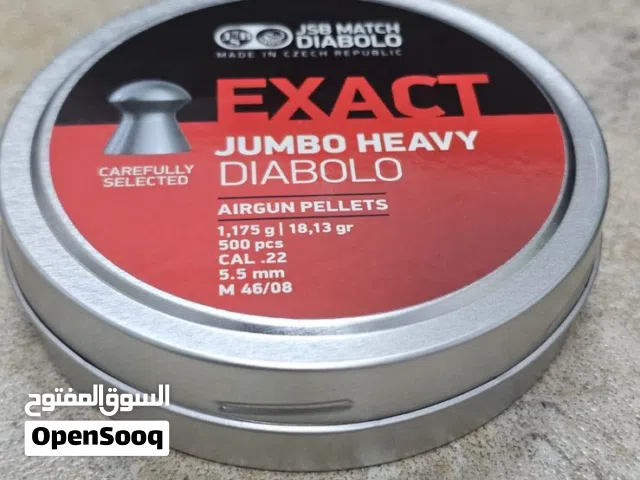 JSB MATCH
DIABOLO
MADE IN CZECH REPUBLIC
EXACT
JUMBO HEAVY
DIABOLO
CAREFULLY
SELECTED
AIRGUN PELLETS
1,175 g | 18,13 gr
500 pcs
CAL .22
5.5 mm
M 46/08
السوق المفتوح
OpenSooq